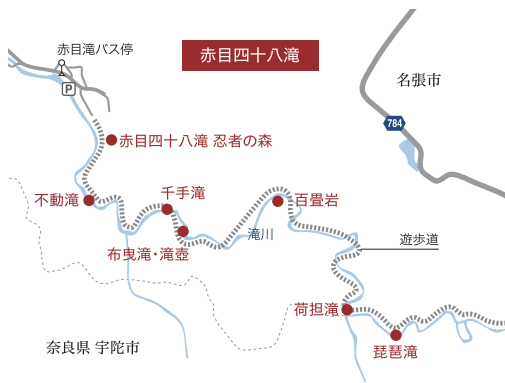 赤目滝バス停
赤目四十八滝
P
名張市
784
赤目四十八滝 忍者の森
不動滝
千手滝
百畳岩
布曳滝・滝壺
滝川
遊歩道
荷担滝
奈良県 宇陀市
琵琶滝